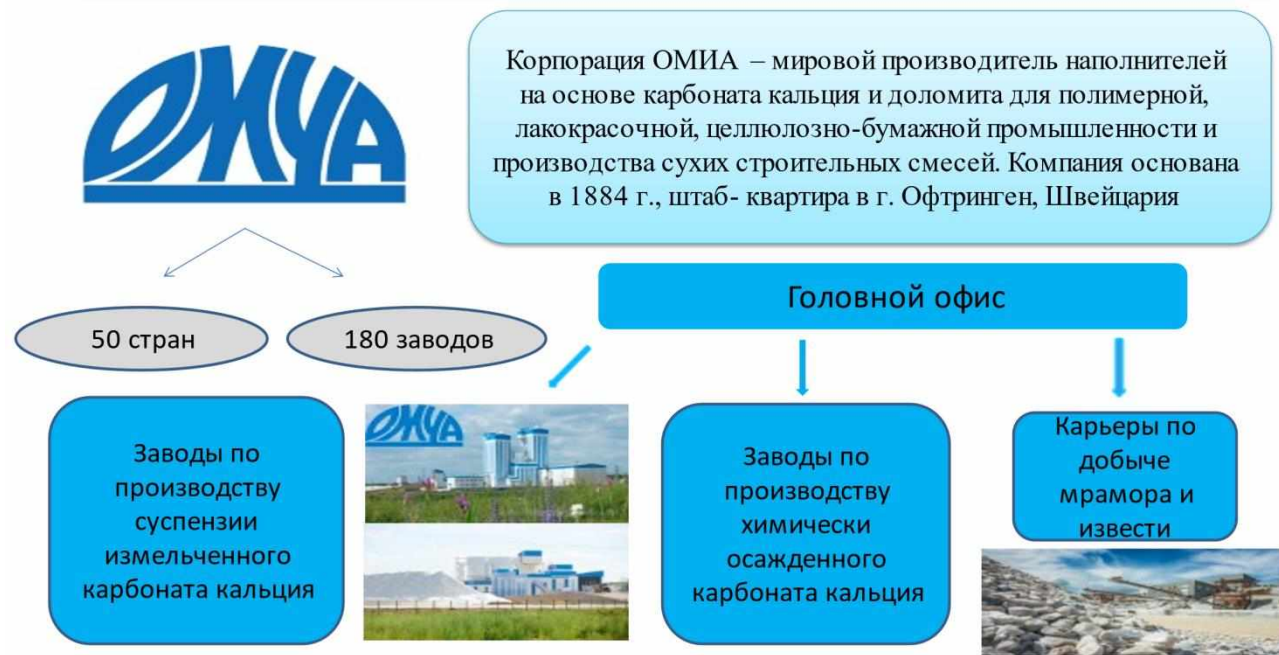 OMYA
Корпорация ОМИА – мировой производитель наполнителей
на основе карбоната кальция и доломита для полимерной,
лакокрасочной, целлюлозно-бумажной промышленности и
производства сухих строительных смесей. Компания основана
в 1884 г., штаб- квартира в г. Офтринген, Швейцария
50 стран
180 заводов
Головной офис
Заводы по
производству
суспензии
измельченного
карбоната кальция
OMYA
Заводы по
производству
химически
осажденного
карбоната кальция
Карьеры по
добыче
мрамора и
извести